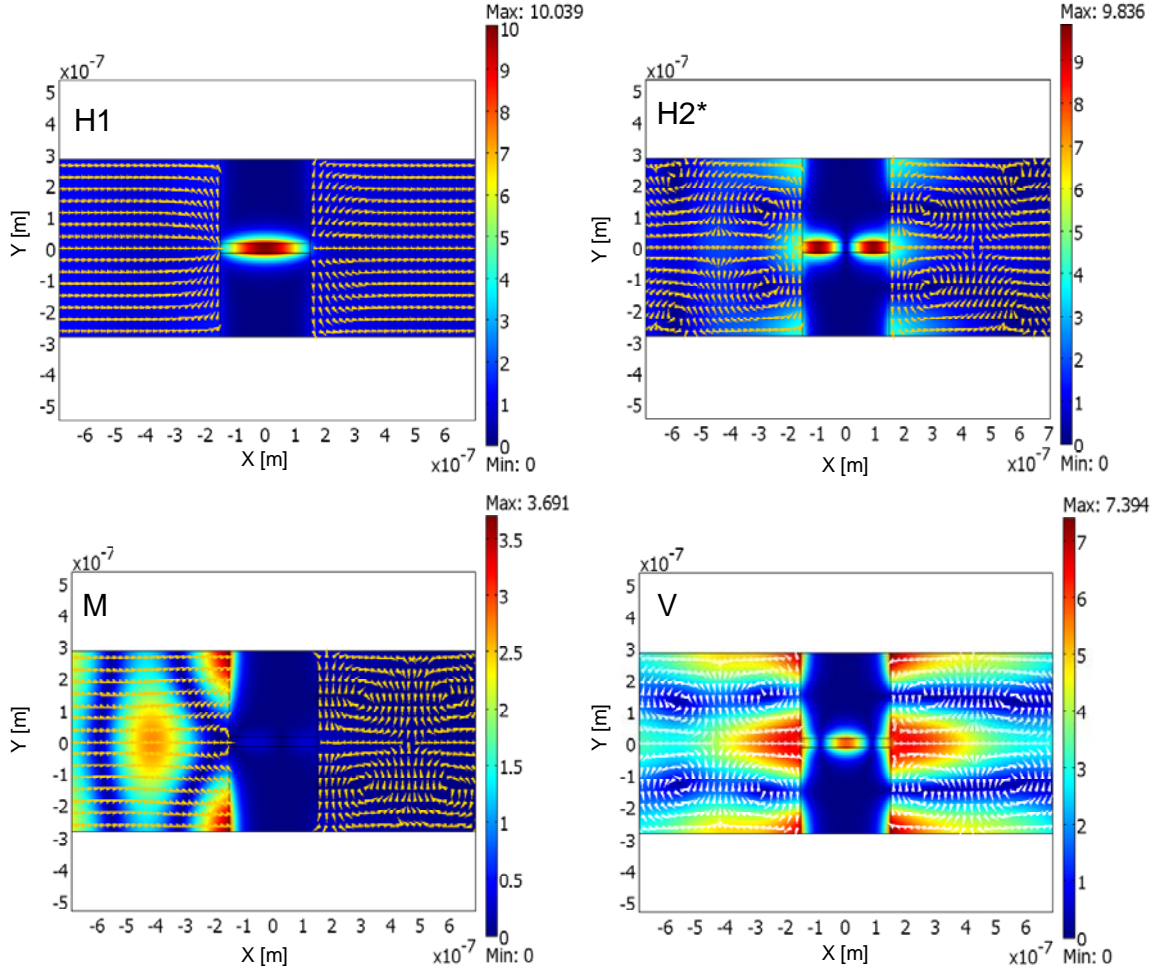 Max: 10.039
x10-7
H1
5
4
3
2
1
0
-1
-2
-3
-4
-5
Y [m]
-6 -5 -4 -3 -2 -1 0 1 2 3 4 5 6
X [m]
x10-7
10
9
8
7
6
5
4
3
2
1
0
Min: 0
Max: 9.836
x10-7
H2*
5
4
3
2
1
0
-1
-2
-3
-4
-5
Y [m]
-6 -5 -4 -3 -2 -1 0 1 2 3 4 5 6 7
X [m]
x10-7
9
8
7
6
5
4
3
2
1
0
Min: 0
Max: 3.691
x10-7
M
5
4
3
2
1
0
-1
-2
-3
-4
-5
Y [m]
-6 -5 -4 -3 -2 -1 0 1 2 3 4 5 6
X [m]
x10-7
3.5
3
2.5
2
1.5
1
0.5
0
Min: 0
Max: 7.394
x10-7
V
5
4
3
2
1
0
-1
-2
-3
-4
-5
Y [m]
-6 -5 -4 -3 -2 -1 0 1 2 3 4 5 6
X [m]
x10-7
7
6
5
4
3
2
1
0
Min: 0